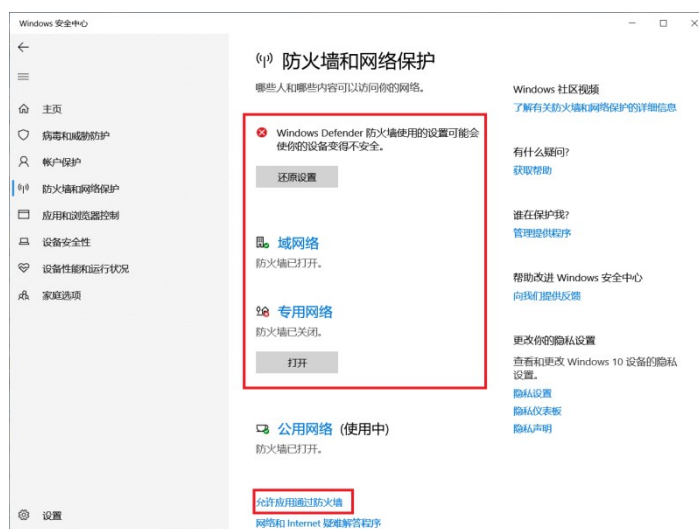 Windows 安全中心
主页
病毒和威胁防护
帐户保护
防火墙和网络保护
应用和浏览器控制
设备安全性
设备性能和运行状况
家庭选项
设置
防火墙和网络保护
哪些人和哪些内容可以访问你的网络。
Windows Defender 防火墙使用的设置可能会
使你的设备变得不安全。
还原设置
域网络
防火墙已打开。
专用网络
防火墙已关闭。
打开
公用网络 (使用中)
防火墙已打开。
允许应用通过防火墙
网络和 Internet 疑难解答程序
Windows 社区视频
了解有关防火墙和网络保护的详细信息
有什么疑问?
获取帮助
谁在保护我?
管理提供程序
帮助改进 Windows 安全中心
向我们提供反馈
更改你的隐私设置
查看和更改 Windows 10 设备的隐私
设置。
隐私设置
隐私仪表板
隐私声明